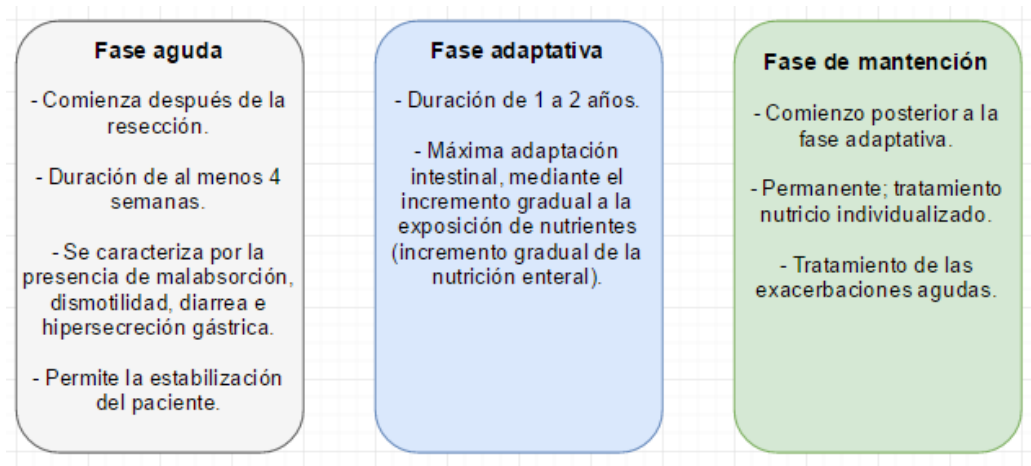 Fase aguda
- Comienza después de la
resección.
- Duración de al menos 4
semanas.
- Se caracteriza por la
presencia de malabsorción,
dismotilidad, diarrea e
hipersecreción gástrica.
- Permite la estabilización
del paciente.
Fase adaptativa
- Duración de 1 a 2 años.
- Máxima adaptación
intestinal, mediante el
incremento gradual a la
exposición de nutrientes
(incremento gradual de la
nutrición enteral).
Fase de mantención
- Comienzo posterior a la
fase adaptativa.
- Permanente; tratamiento
nutricio individualizado.
- Tratamiento de las
exacerbaciones agudas.